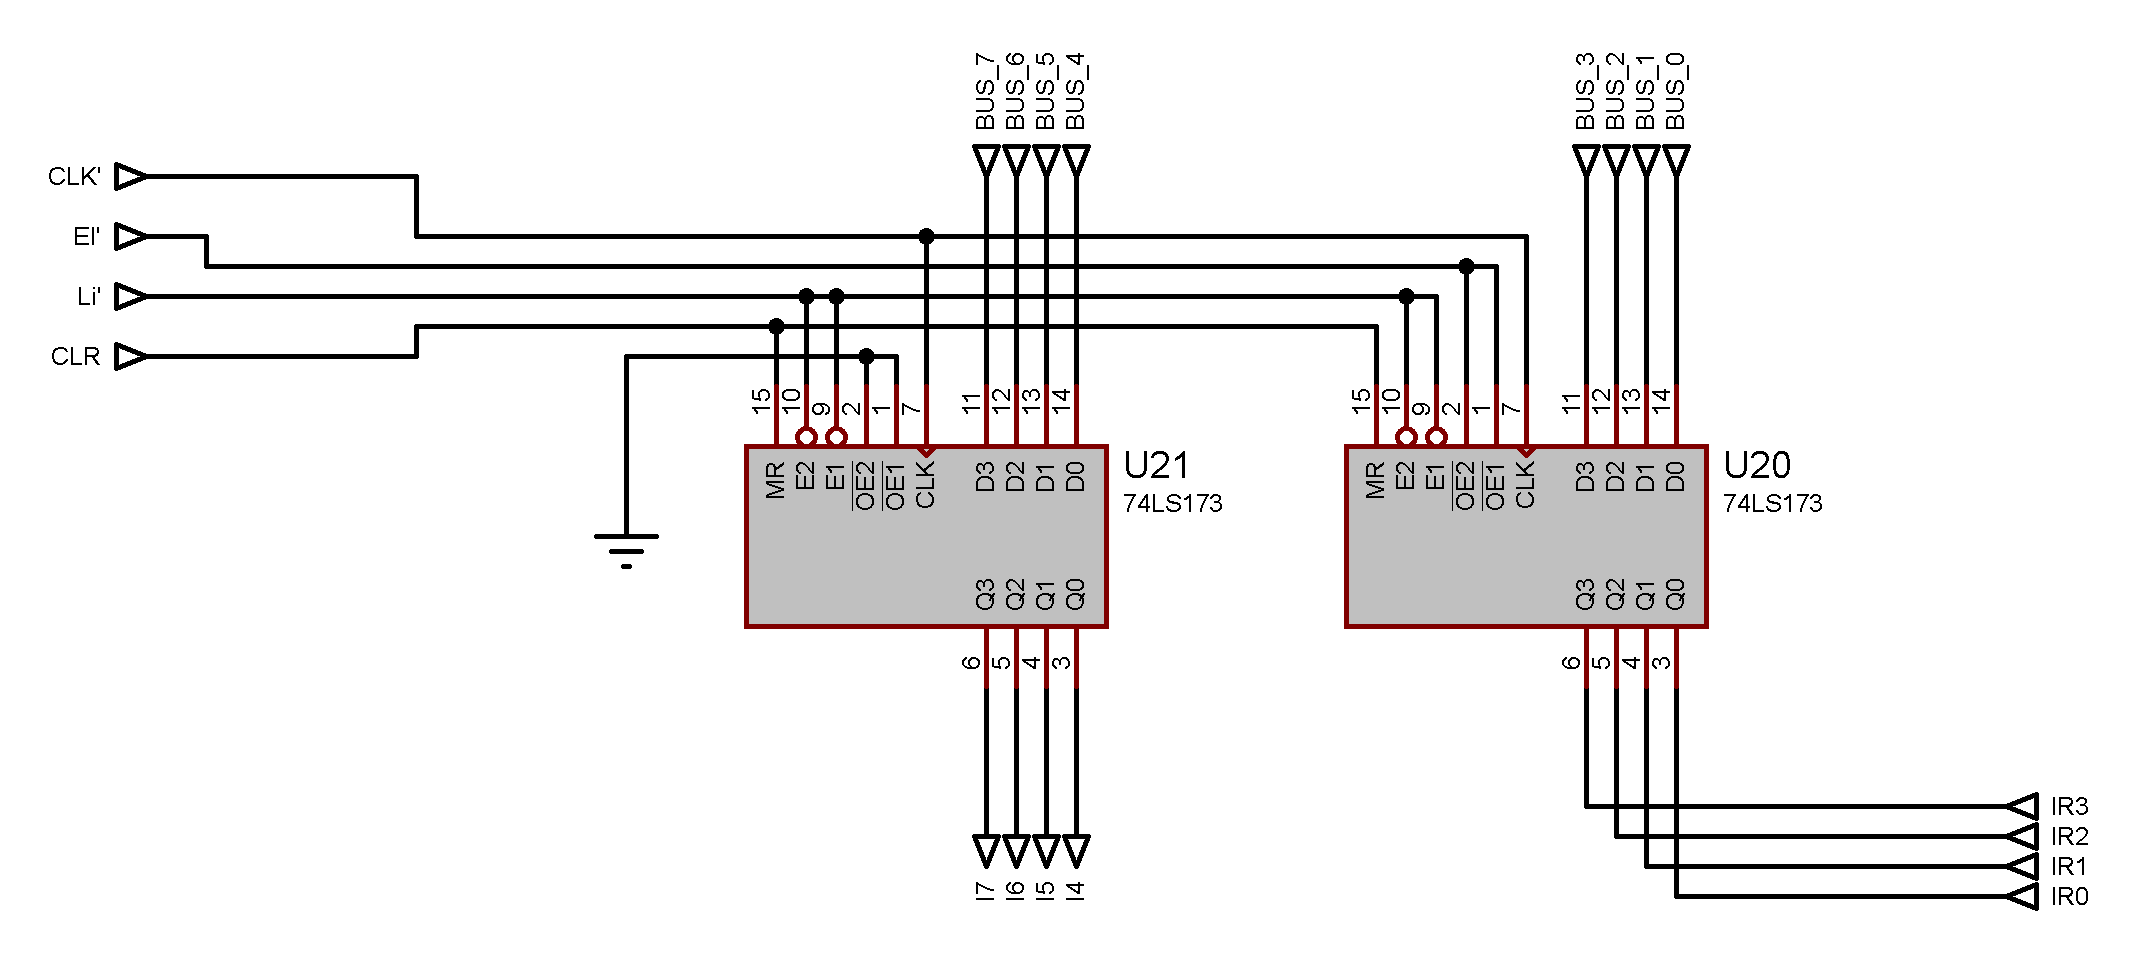 BUS_7
BUS_6
BUS_5
BUS_4
BUS_3
BUS_2
BUS_1
BUS_0
CLK'
EI'
Li'
CLR
15
10
9
2
1
7
11
12
13
14
MR
E2
E1
OE2
OE1
CLK
D3
D2
D1
D0
U21
74LS173
Q3
Q2
Q1
Q0
6
5
4
3
I7
I6
I5
I4
15
10
9
2
1
7
11
12
13
14
MR
E2
E1
OE2
OE1
CLK
D3
D2
D1
D0
U20
74LS173
Q3
Q2
Q1
Q0
6
5
4
3
IR3
IR2
IR1
IR0